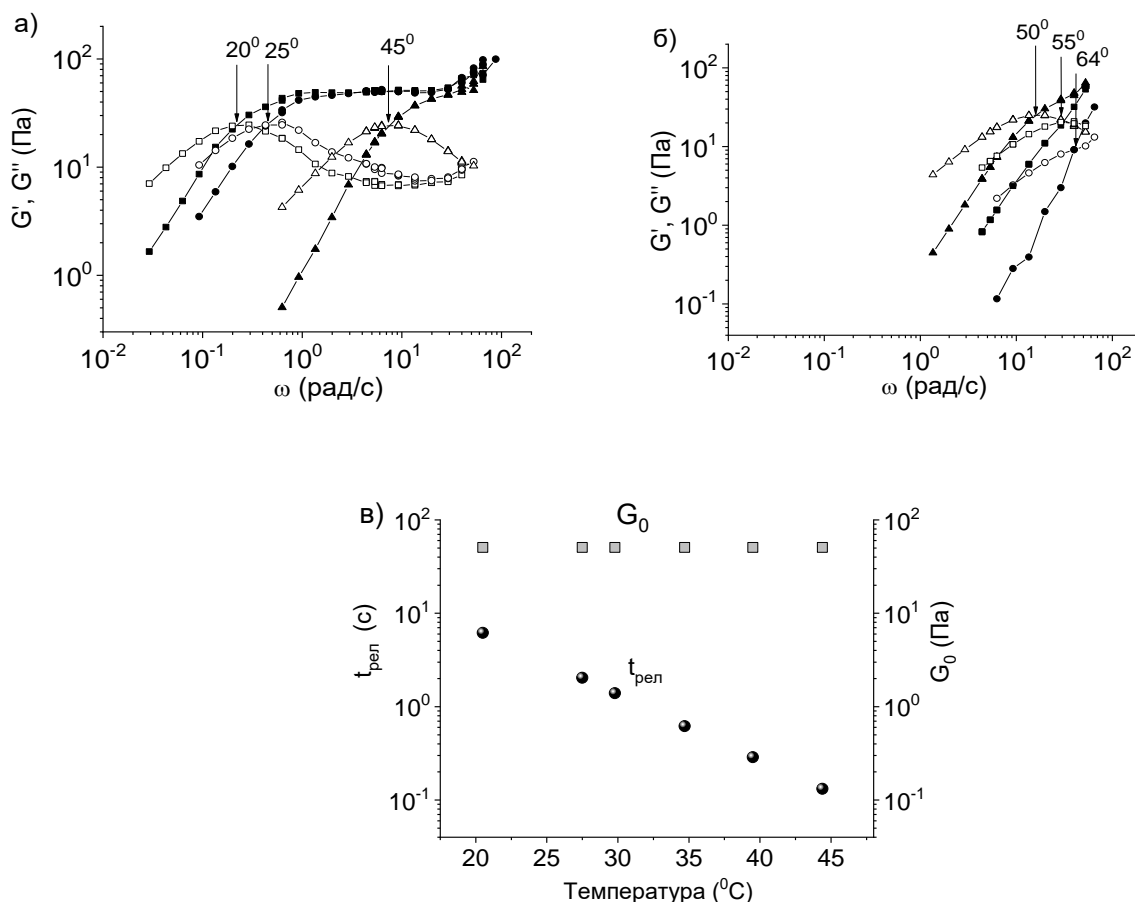 а)
20⁰ 25⁰ 45⁰
G', G'' (Па)
10² 
10¹
10⁰
10⁻² 10⁻¹ 10⁰ 10¹ 10²
ω (рад/с)
б)
50⁰
55⁰
64⁰
G', G'' (Па)
10²
10¹
10⁰
10⁻¹
10⁻² 10⁻¹ 10⁰ 10¹ 10²
ω (рад/с)
в)
G₀
tрел (с)
10² 10²
10¹ 10¹
10⁰ 10⁰
10⁻¹ 10⁻¹
tрел
G₀ (Па)
20 25 30 35 40 45
Температура (⁰C)